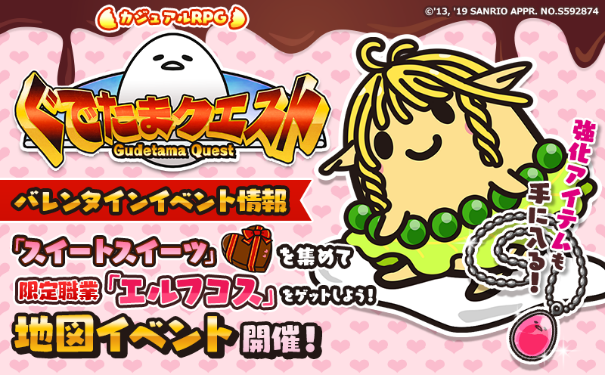 カジュアルRPG
©'13, '19 SANRIO APPR. NO.S592874
ぐでたまクエスト
Gudetama Quest
バレンタインイベント情報
「スイートスイーツ」を集めて
限定職業「エルフコス」をゲットしよう!
地図イベント開催!
強化アイテムも
手に入る!